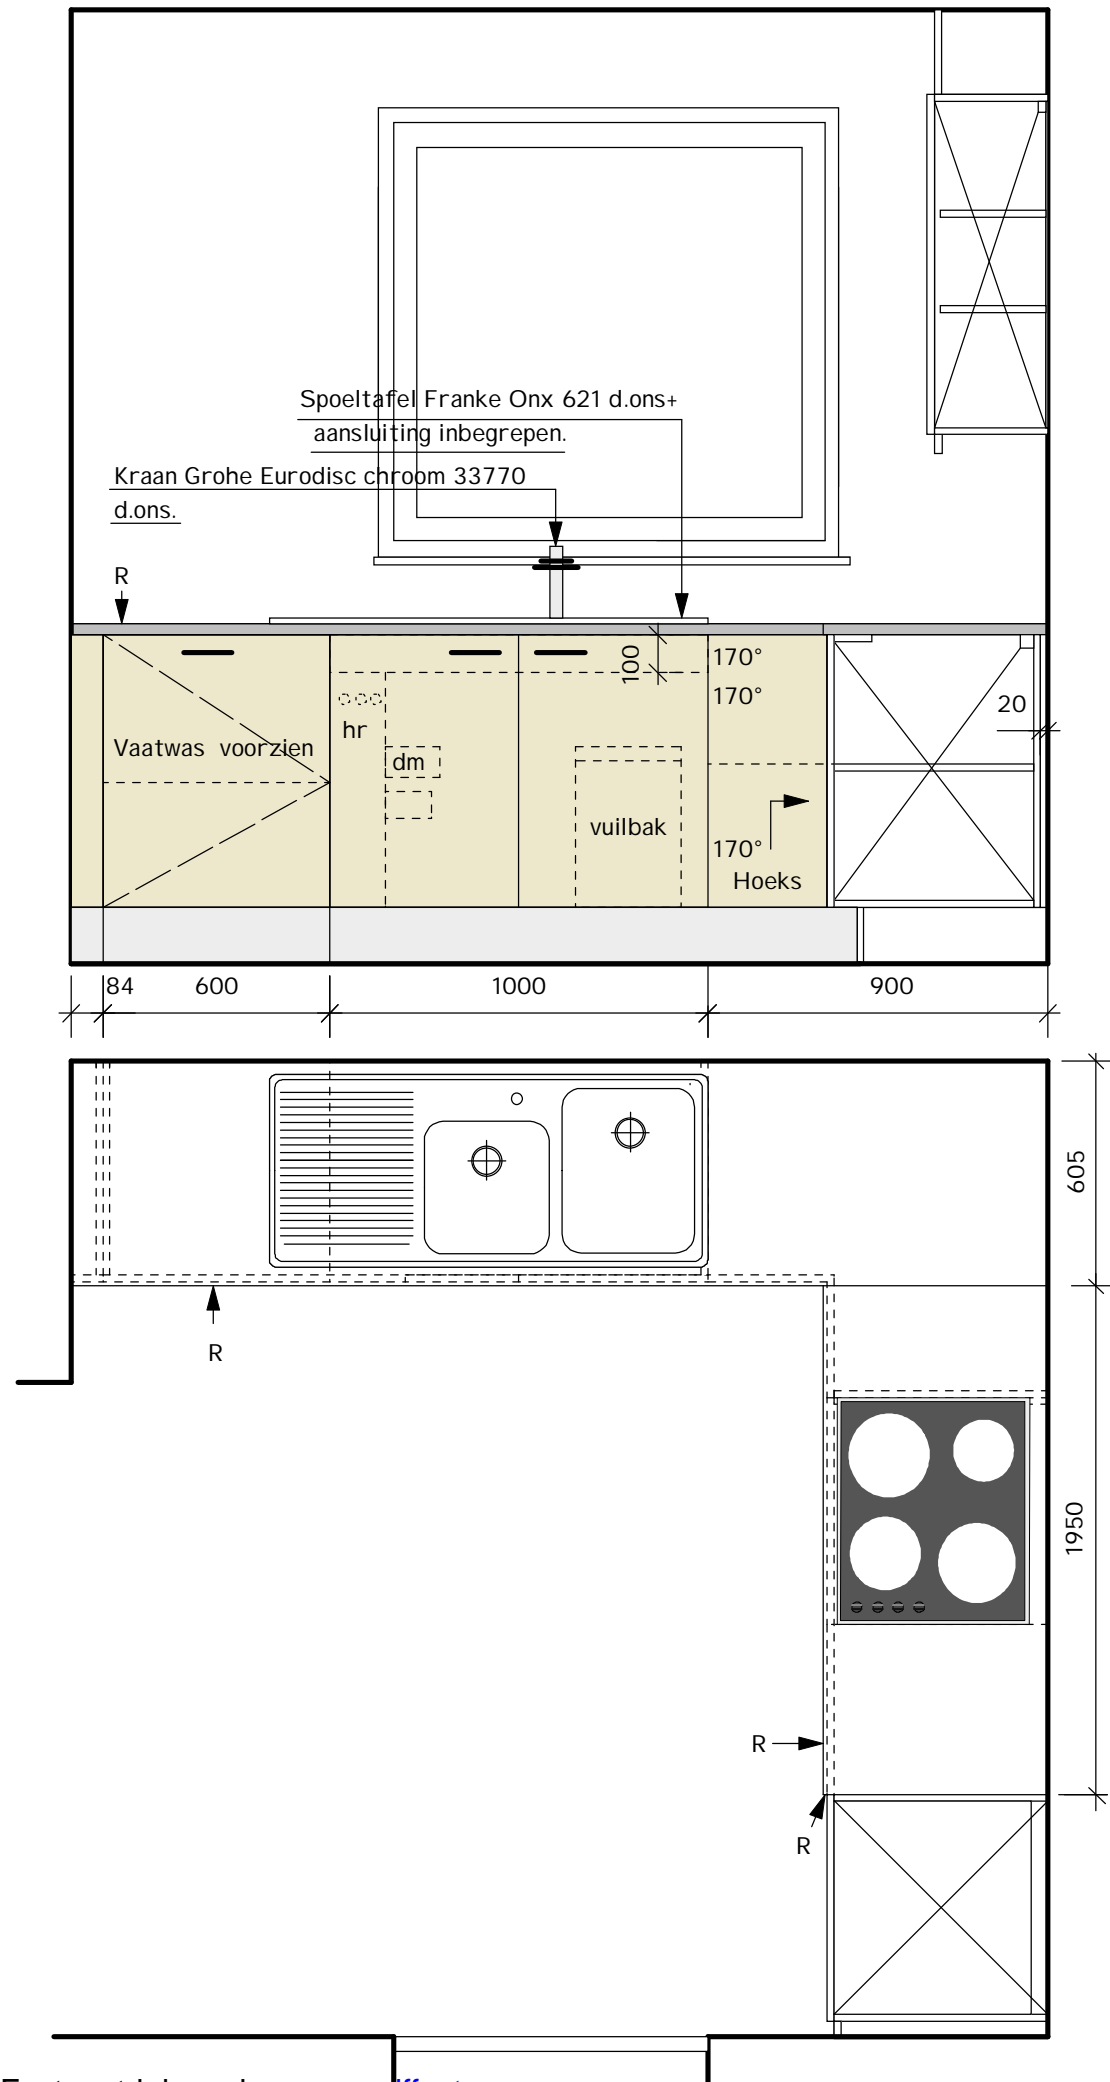 Spoeltafel Franke Onx 621 d.ons+
aansluiting inbegrepen.
Kraan Grohe Eurodisc chroom 33770
d.ons.
R
100
170°
170°
20
hr
Vaatwas voorzien
dm
vuilbak
170°
Hoeks
84
600
1000
900
605
R
1950
R
R